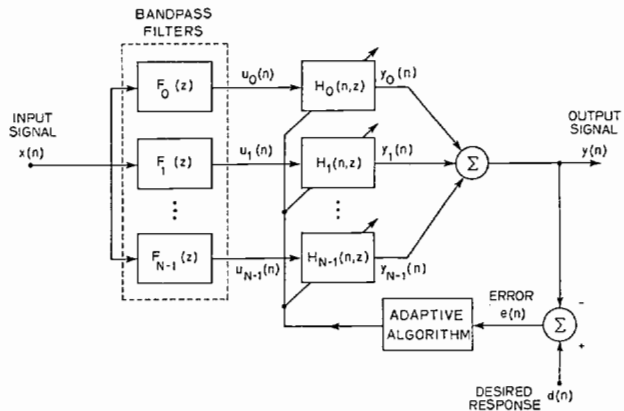 BANDPASS
FILTERS
F0(z)
u0(n)
H0(n,z)
y0(n)
INPUT
SIGNAL
x(n)
F1(z)
u1(n)
H1(n,z)
y1(n)
Σ
OUTPUT
SIGNAL
y(n)
FN-1(z)
uN-1(n)
HN-1(n,z)
yN-1(n)
ADAPTIVE
ALGORITHM
ERROR
e(n)
-
Σ
+
DESIRED
RESPONSE
d(n)